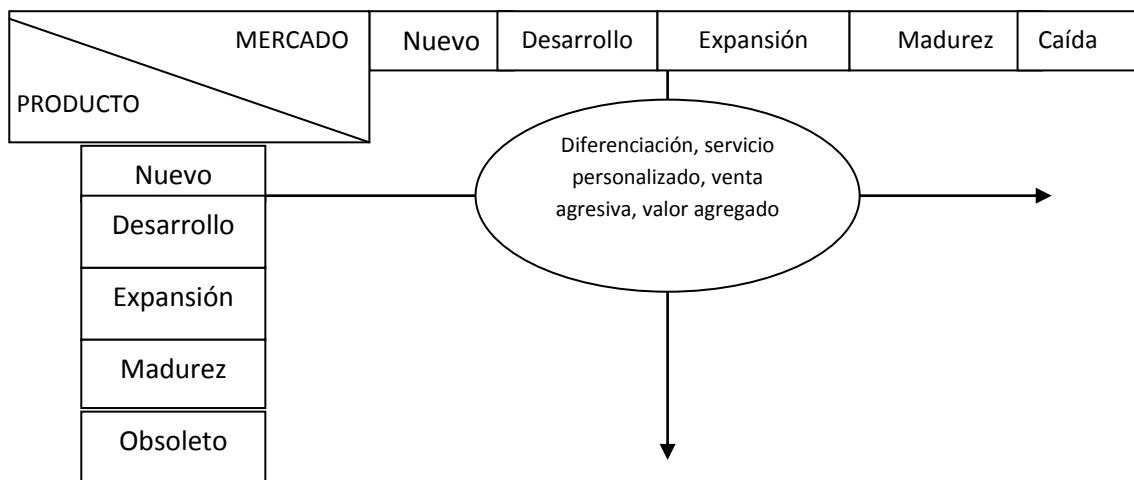 MERCADO
Nuevo
Desarrollo
Expansión
Madurez
Caída
PRODUCTO
Diferenciación, servicio
personalizado, venta
agresiva, valor agregado
Nuevo
Desarrollo
Expansión
Madurez
Obsoleto